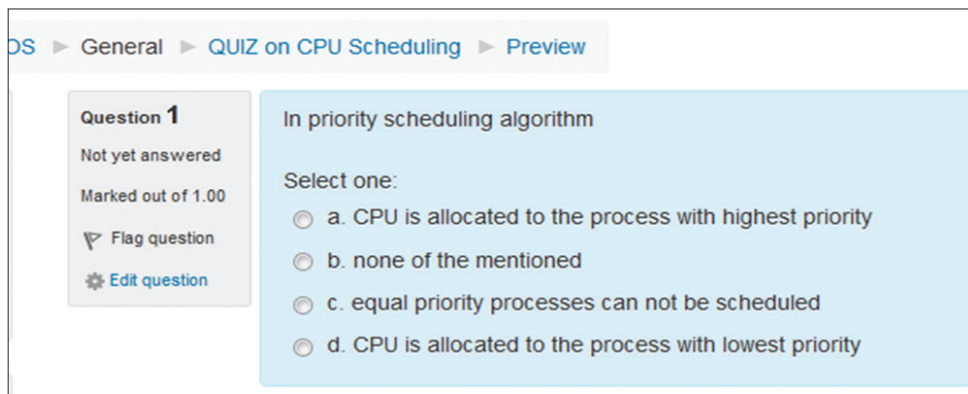 OS ► General ► QUIZ on CPU Scheduling ► Preview
Question 1
Not yet answered
Marked out of 1.00
Flag question
Edit question
In priority scheduling algorithm
Select one:
a. CPU is allocated to the process with highest priority
b. none of the mentioned
c. equal priority processes can not be scheduled
d. CPU is allocated to the process with lowest priority